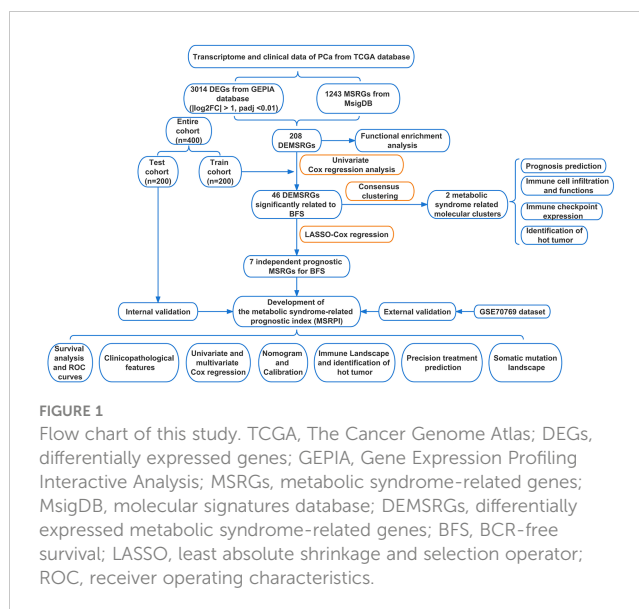 Transcriptome and clinical data of PCa from TCGA database
3014 DEGs from GEPIA
database
(|log2FC| > 1, padj <0.01)
1243 MSRGs from
MsigDB
Entire
cohort
(n=400)
208
DEMSRGs
Functional enrichment
analysis
Test
cohort
(n=200)
Train
cohort
(n=200)
Univariate
Cox regression analysis
46 DEMSRGs
significantly related to
BFS
Consensus
clustering
2 metabolic
syndrome related
molecular clusters
Prognosis prediction
Immune cell infiltration
and functions
Immune checkpoint
expression
Identification of
hot tumor
LASSO-Cox regression
7 independent prognostic
MSRGs for BFS
Internal validation
Development of
the metabolic syndrome-related
prognostic index (MSRPI)
External validation
GSE70769 dataset
Survival
analysis
and ROC
curves
Clinicopathological
features
Univariate and
multivariate
Cox regression
Nomogram
and
Calibration
Immune Landscape
and identification of
hot tumor
Precision treatment
prediction
Somatic mutation
landscape
FIGURE 1
Flow chart of this study. TCGA, The Cancer Genome Atlas; DEGs,
differentially expressed genes; GEPIA, Gene Expression Profiling
Interactive Analysis; MSRGs, metabolic syndrome-related genes;
MsigDB, molecular signatures database; DEMSRGs, differentially
expressed metabolic syndrome-related genes; BFS, BCR-free
survival; LASSO, least absolute shrinkage and selection operator;
ROC, receiver operating characteristics.